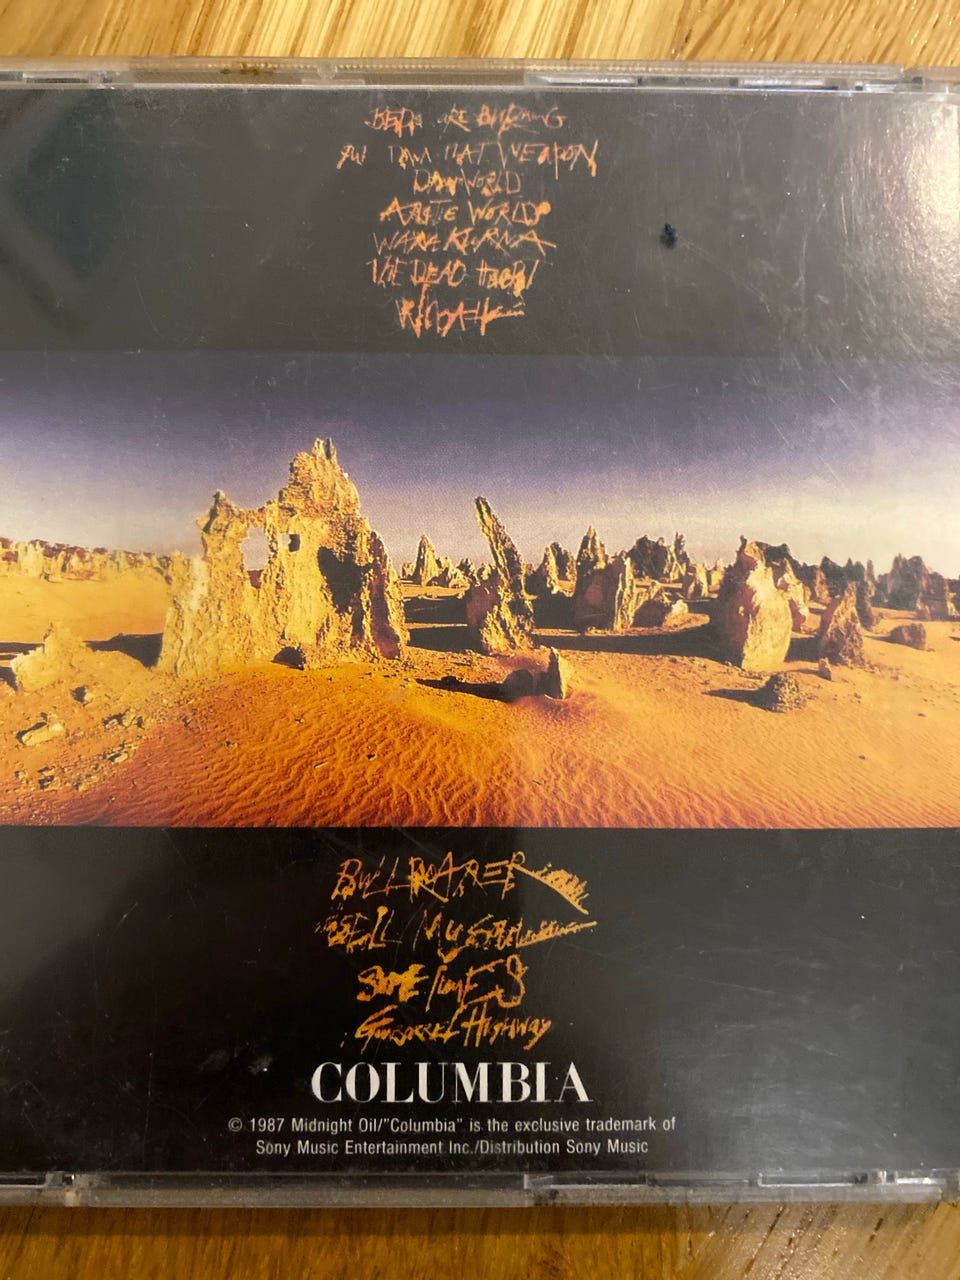 BEDS ARE BURNING
PUT DOWN THAT WEAPON
DREAMWORLD
ARCTIC WORLD
WARAKURNA
THE DEAD HEART
WHOAH
BULLROARER
SELL MY SOUL
SOMETIMES
GUNBARREL HIGHWAY
COLUMBIA
© 1987 Midnight Oil/"Columbia" is the exclusive trademark of
Sony Music Entertainment Inc./Distribution Sony Music